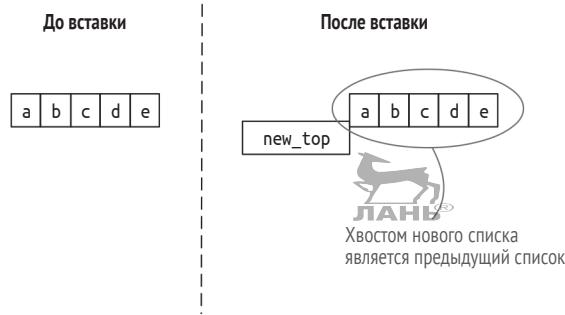 До вставки
После вставки
a b c d e
a b c d e
new_top
ЛАНЬ®
Хвостом нового списка
является предыдущий список